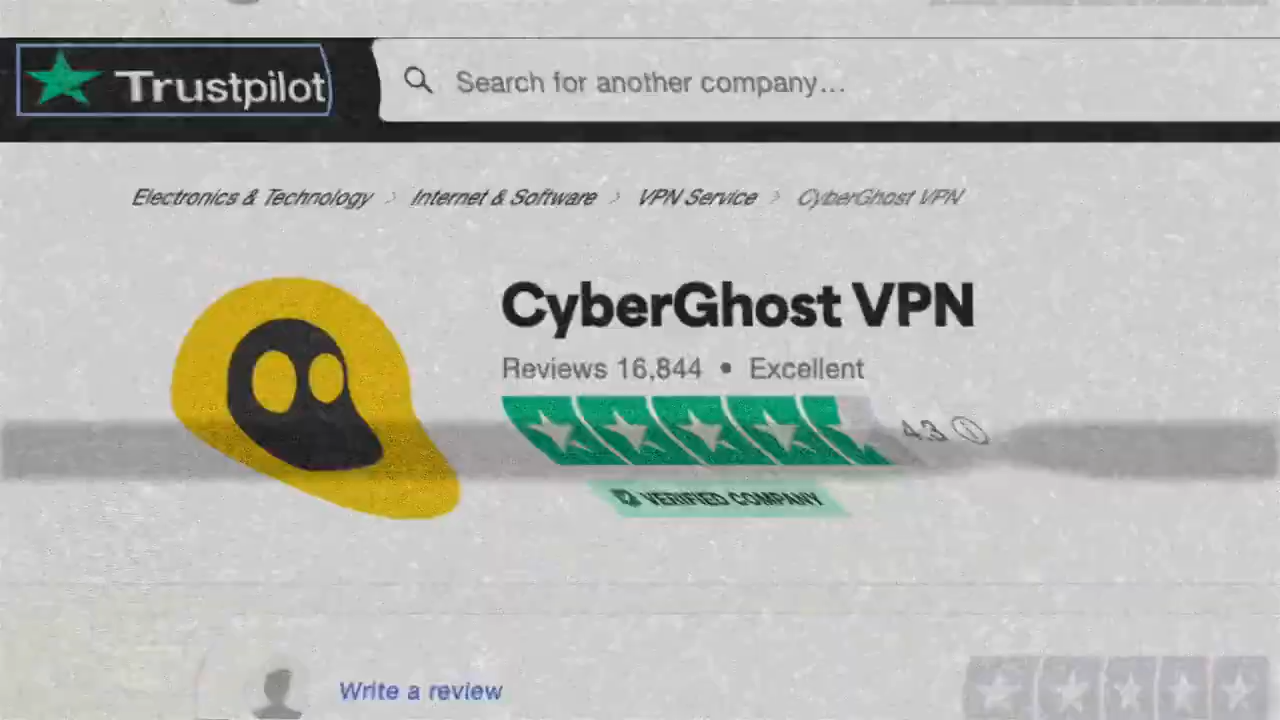 Trustpilot
Search for another company...
Electronics & Technology > Internet & Software > VPN Service > CyberGhost VPN
CyberGhost VPN
Reviews 16,844 • Excellent
4.3
VERIFIED COMPANY
Write a review